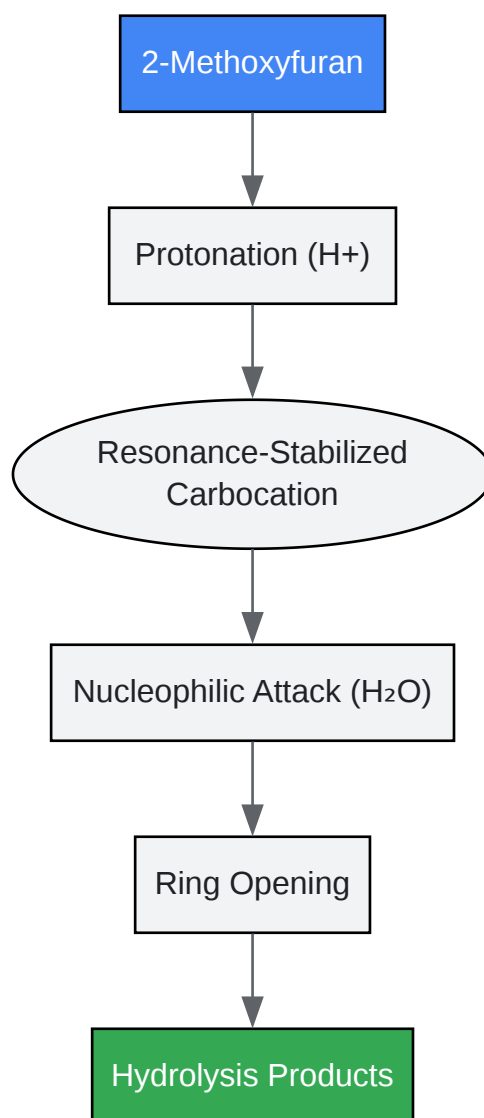 2-Methoxyfuran
Protonation (H+)
Resonance-Stabilized
Carbocation
Nucleophilic Attack (H₂O)
Ring Opening
Hydrolysis Products